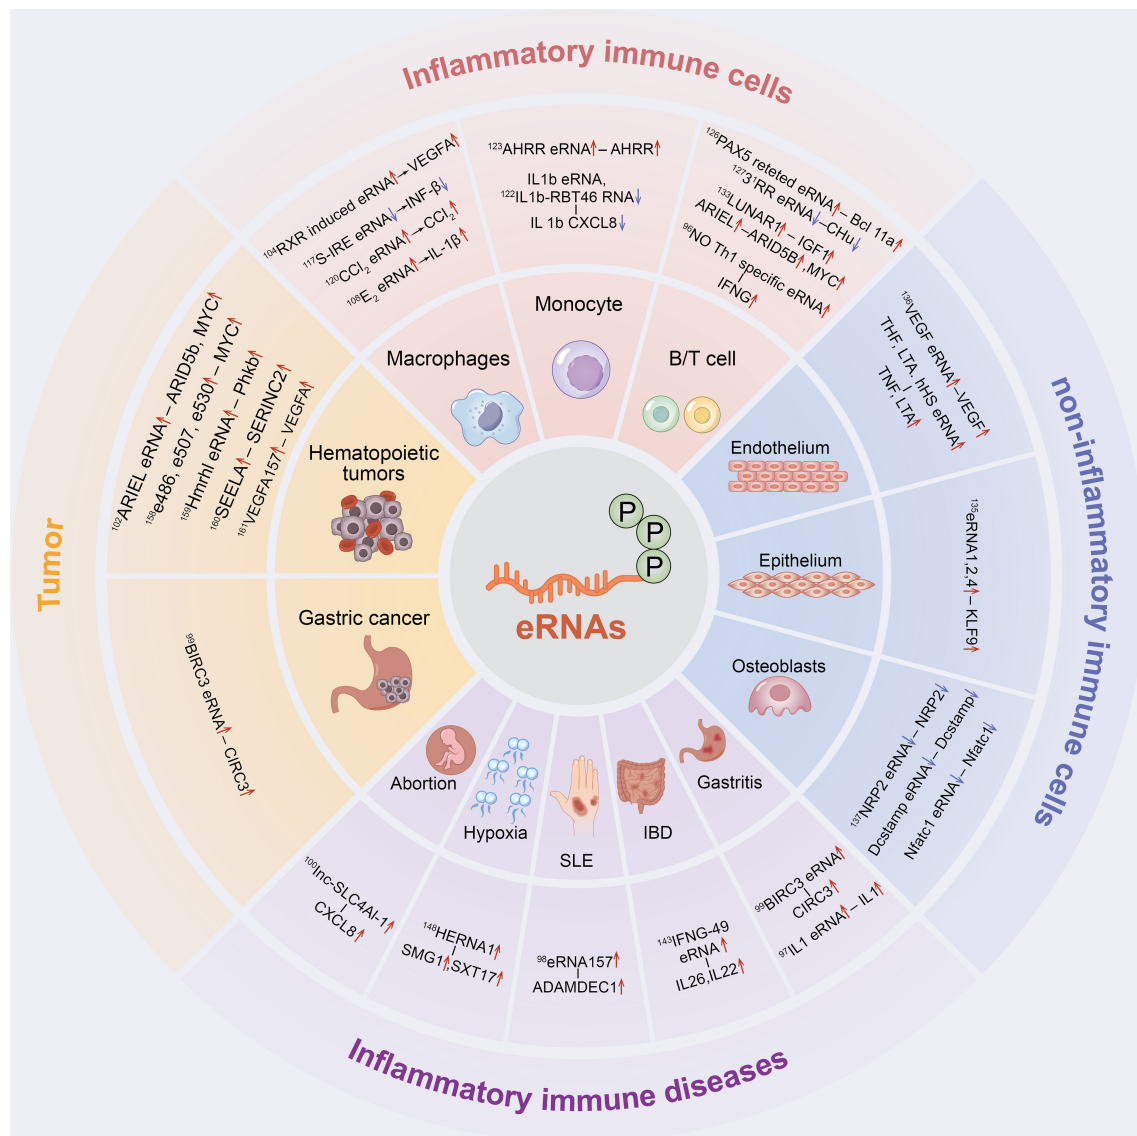 Inflammatory immune cells
104RXR induced eRNA↑→VEGFA↑
117S-IRE eRNA↓→INF-β↓
120CCl2 eRNA↑→CCl2↑
108E2 eRNA↑→IL-1β↑
123AHRR eRNA↑– AHRR↑
IL1b eRNA,
122IL1b-RBT46 RNA↓
IL 1b CXCL8↓
126PAX5 reteted eRNA↑– Bcl 11a↑
12731RR eRNA↓–CHu↓
133LUNAR1↑– IGF1↑
ARIEL↑–ARID5B↑,MYC↑
96NO Th1 specific eRNA↑
IFNG↑
Macrophages
Monocyte
B/T cell
non-inflammatory immune cells
138VEGF eRNA↑–VEGF↑
THF, LTA. hHS eRNA↑
TNF, LTA↑
135eRNA1,2,4↑– KLF9↑
137NRP2 eRNA↓– NRP2↓
Dcstamp eRNA↓– Dcstamp↓
Nfatc1 eRNA↓– Nfatc1↓
Endothelium
Epithelium
Osteoblasts
Tumor
102ARIEL eRNA↑– ARID5b, MYC↑
158e486, e507, e530↑– MYC↑
159Hmrhl eRNA↑– Phkb↑
160SEELA↑– SERINC2↑
161VEGFA157↑– VEGFA↑
99BIRC3 eRNA↑– CIRC3↑
Hematopoietic
tumors
Gastric cancer
P
P
P
eRNAs
Abortion
Hypoxia
SLE
IBD
Gastritis
100lnc-SLC4AI-1↑
CXCL8↑
148HERNA1↑
SMG1↑,SXT17↑
98eRNA157↑
ADAMDEC1↑
143IFNG-49
eRNA↑
IL26,IL22↑
99BIRC3 eRNA↑
CIRC3↑
97IL1 eRNA↑– IL1↑
Inflammatory immune diseases